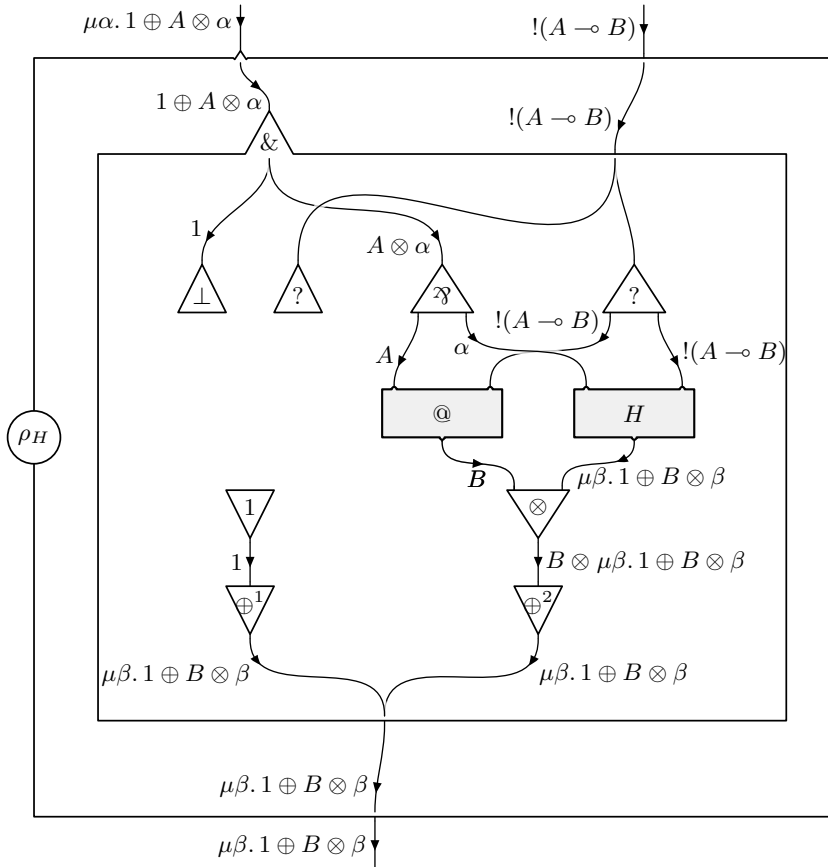 μα. 1 ⊕ A ⊗ α
!(A ⊸ B)
1 ⊕ A ⊗ α
!(A ⊸ B)
&
1
A ⊗ α
⊥
?
⅋
?
!(A ⊸ B)
A
α
!(A ⊸ B)
@
H
ρ_H
B
μβ. 1 ⊕ B ⊗ β
1
⊗
1
B ⊗ μβ. 1 ⊕ B ⊗ β
⊕¹
⊕²
μβ. 1 ⊕ B ⊗ β
μβ. 1 ⊕ B ⊗ β
μβ. 1 ⊕ B ⊗ β
μβ. 1 ⊕ B ⊗ β